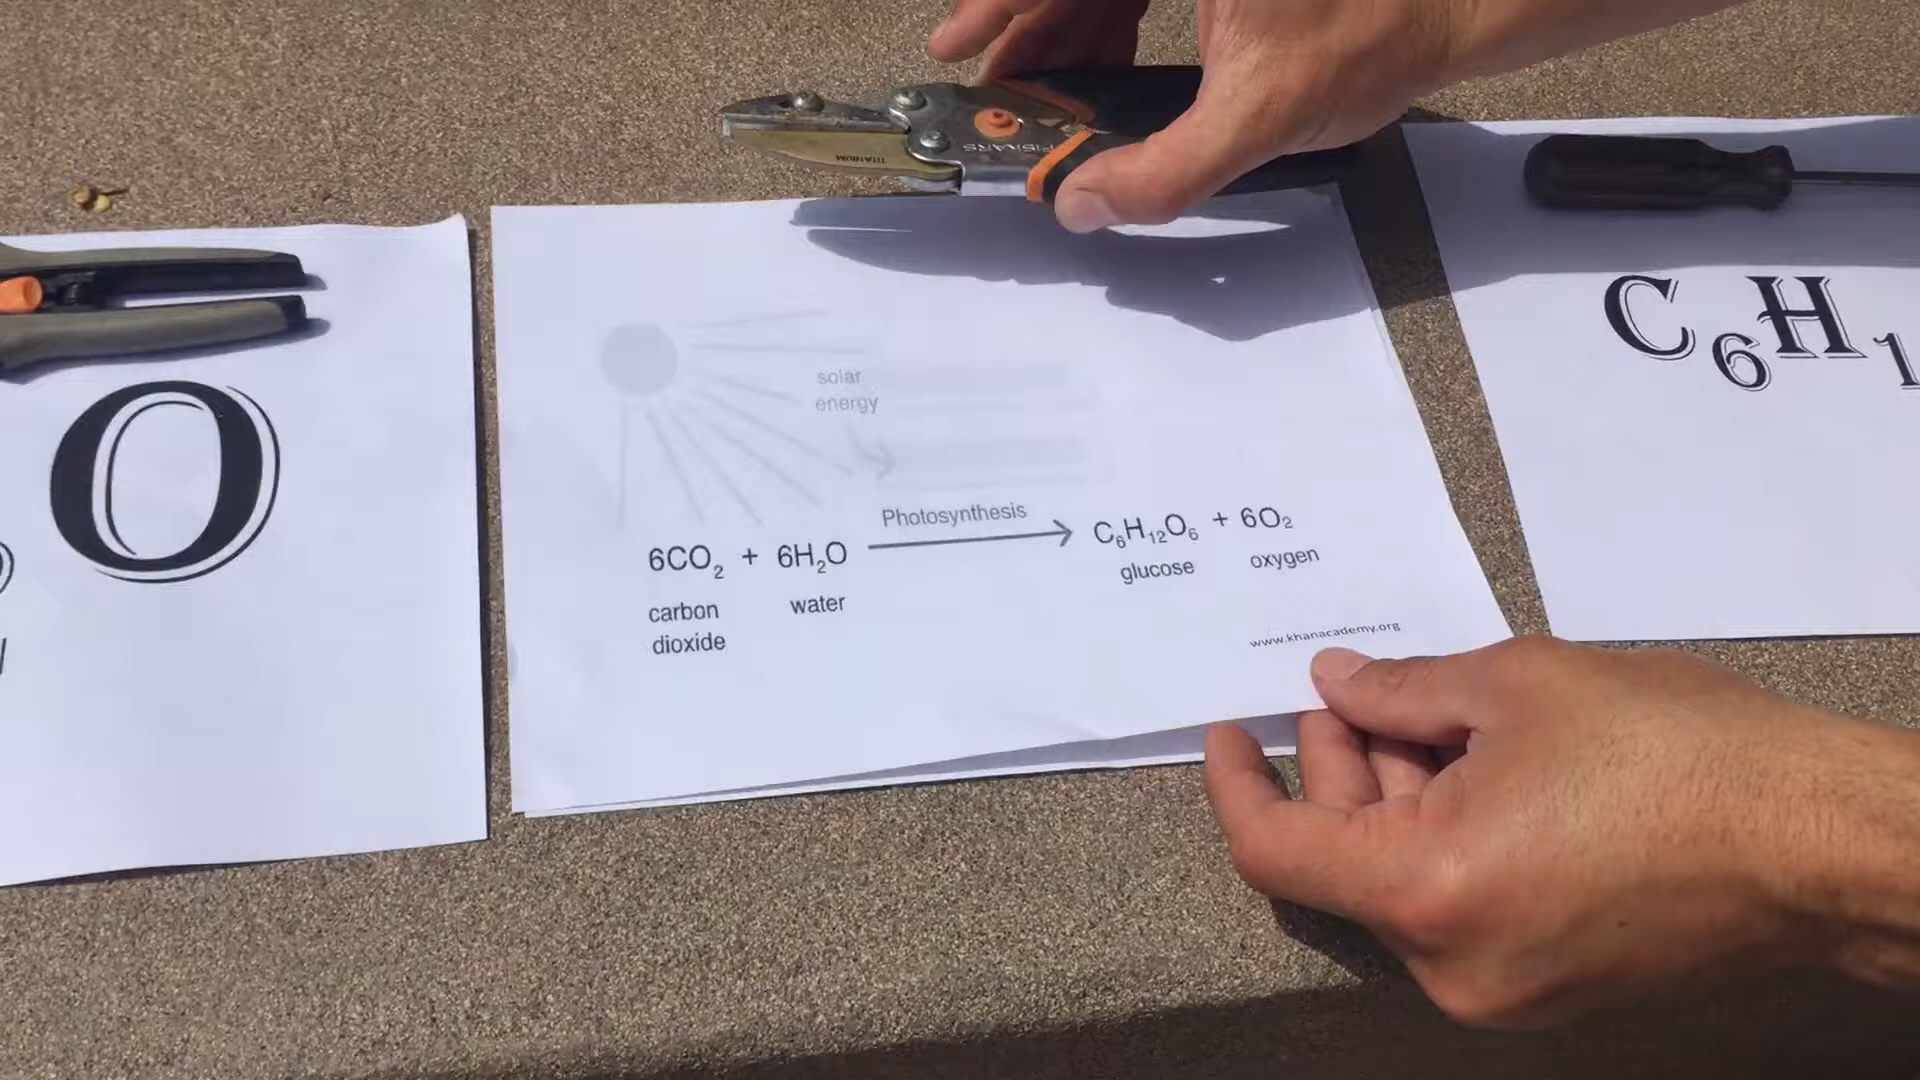 TITANIUM
FISKARS
O
C₆H₁
solar
energy
Photosynthesis
6CO₂ + 6H₂O
C₆H₁₂O₆ + 6O₂
carbon
dioxide
water
glucose
oxygen
www.khanacademy.org